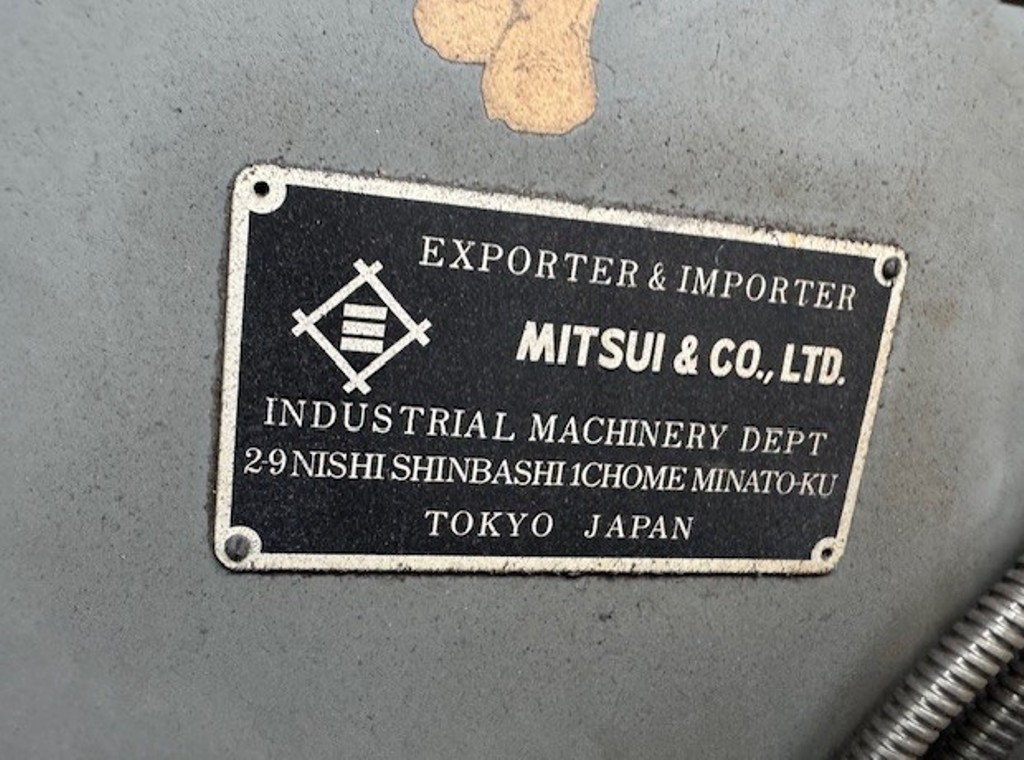 EXPORTER & IMPORTER
MITSUI & CO., LTD.
INDUSTRIAL MACHINERY DEPT
2-9 NISHI SHINBASHI 1CHOME MINATO-KU
TOKYO JAPAN